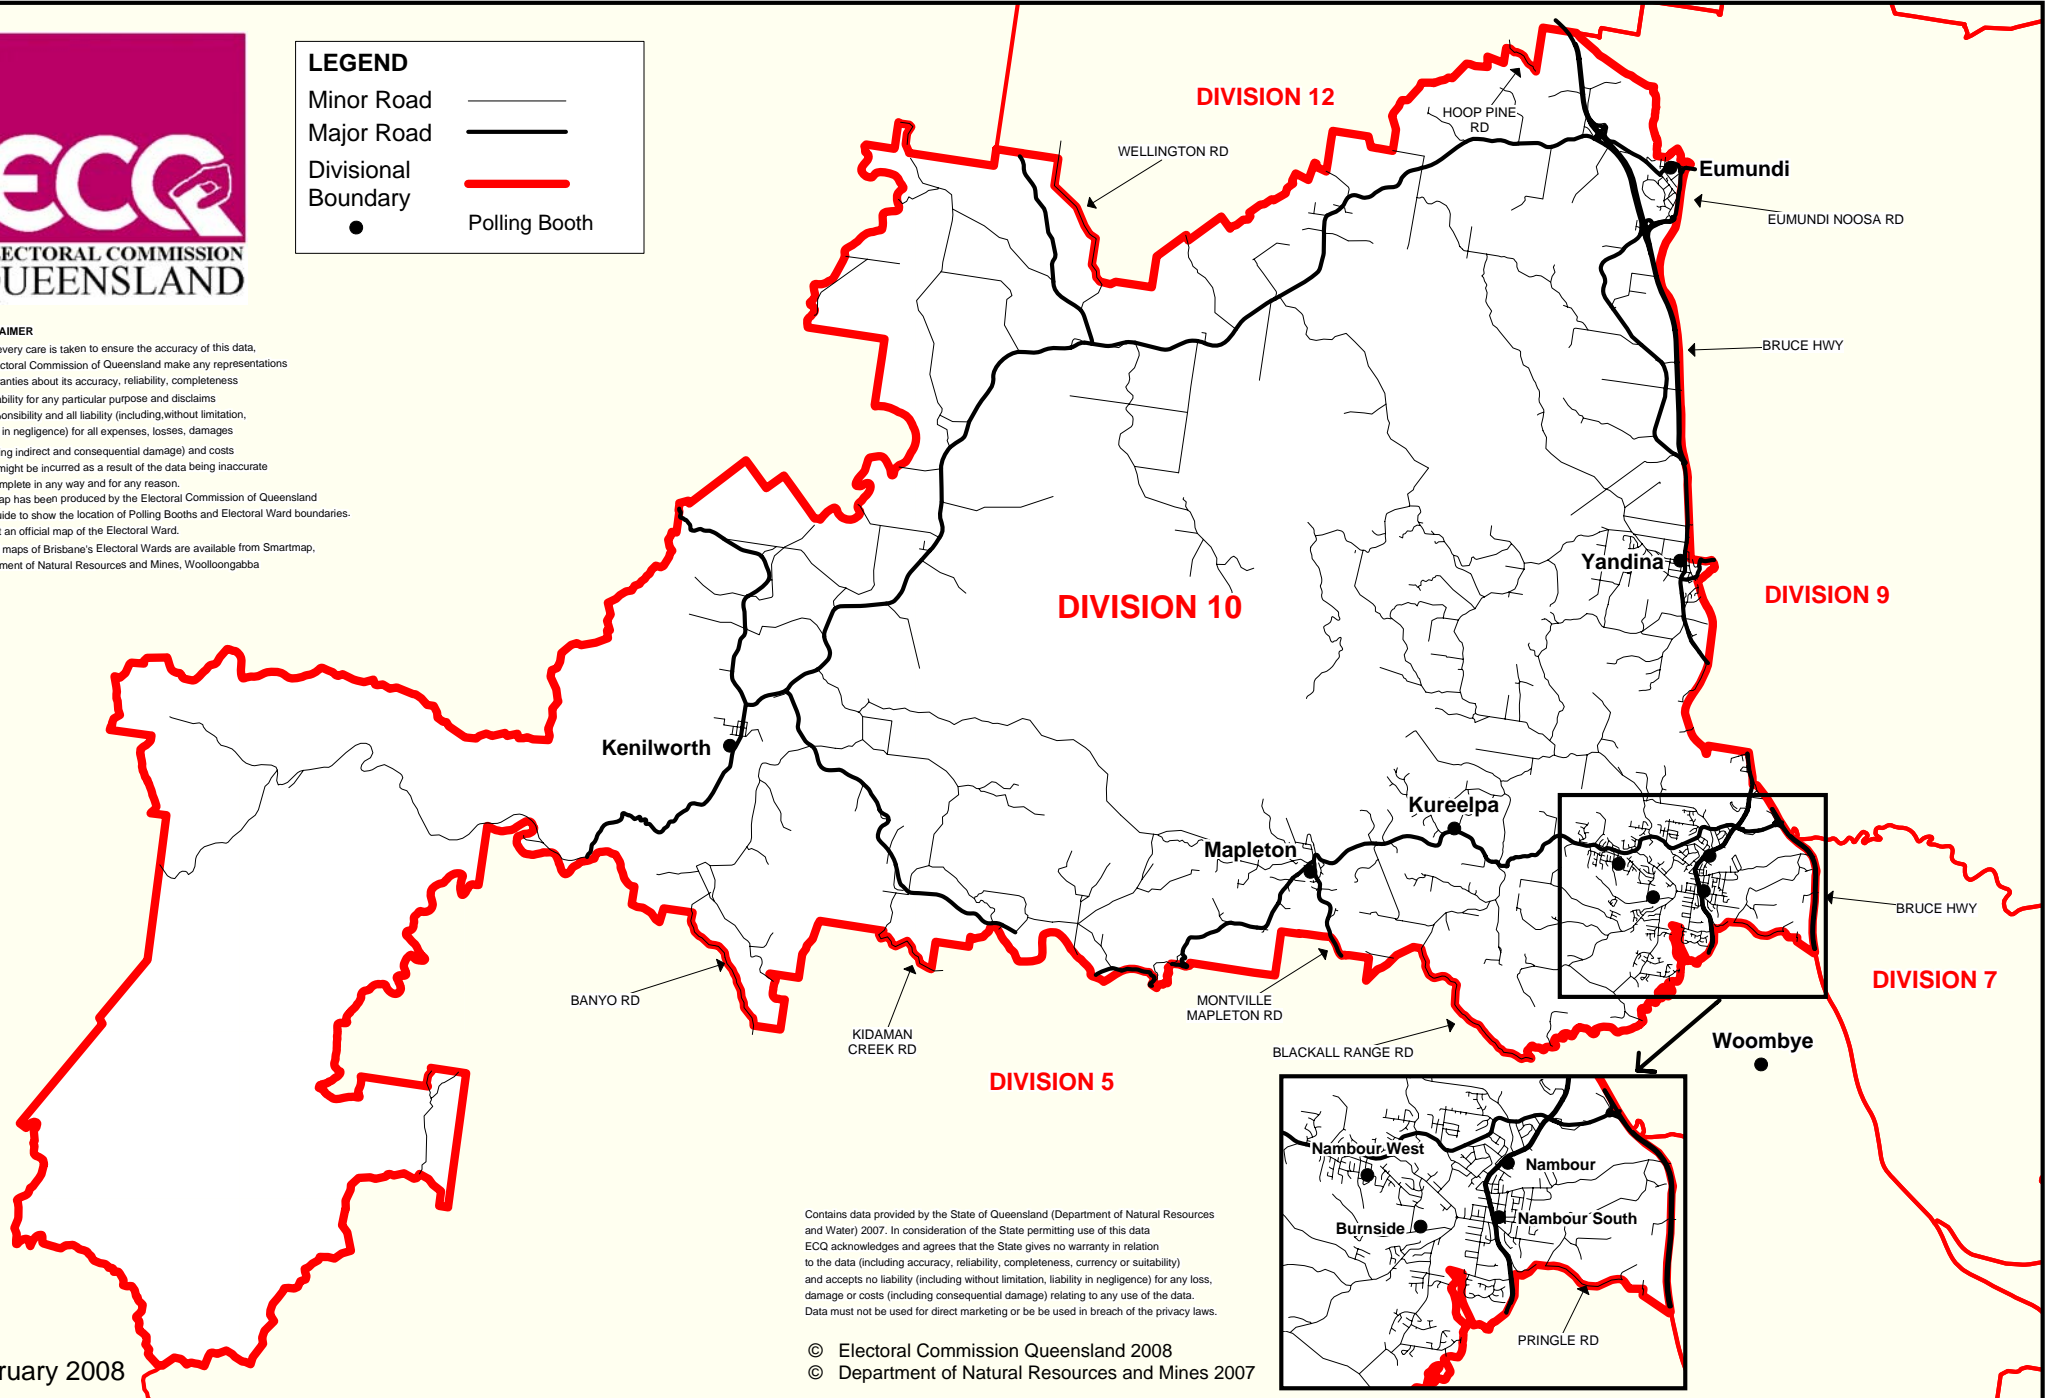 ECQ
ECTORAL COMMISSION
UEENSLAND
LEGEND
Minor Road
Major Road
Divisional
Boundary
Polling Booth
AIMER
every care is taken to ensure the accuracy of this data,
ctoral Commission of Queensland make any representations
anties about its accuracy, reliability, completeness
ability for any particular purpose and disclaims
onsibility and all liability (including,without limitation,
in negligence) for all expenses, losses, damages
ng indirect and consequential damage) and costs
might be incurred as a result of the data being inaccurate
mplete in any way and for any reason.
ap has been produced by the Electoral Commission of Queensland
uide to show the location of Polling Booths and Electoral Ward boundaries.
t an official map of the Electoral Ward.
maps of Brisbane's Electoral Wards are available from Smartmap,
ment of Natural Resources and Mines, Woolloongabba
DIVISION 12
HOOP PINE
RD
WELLINGTON RD
Eumundi
EUMUNDI NOOSA RD
BRUCE HWY
Yandina
DIVISION 9
DIVISION 10
Kenilworth
Kureelpa
Mapleton
BRUCE HWY
DIVISION 7
BANYO RD
KIDAMAN
CREEK RD
MONTVILLE
MAPLETON RD
BLACKALL RANGE RD
Woombye
DIVISION 5
Nambour West
Nambour
Burnside
Nambour South
PRINGLE RD
Contains data provided by the State of Queensland (Department of Natural Resources
and Water) 2007. In consideration of the State permitting use of this data
ECQ acknowledges and agrees that the State gives no warranty in relation
to the data (including accuracy, reliability, completeness, currency or suitability)
and accepts no liability (including without limitation, liability in negligence) for any loss,
damage or costs (including consequential damage) relating to any use of the data.
Data must not be used for direct marketing or be be used in breach of the privacy laws.
© Electoral Commission Queensland 2008
© Department of Natural Resources and Mines 2007
ruary 2008